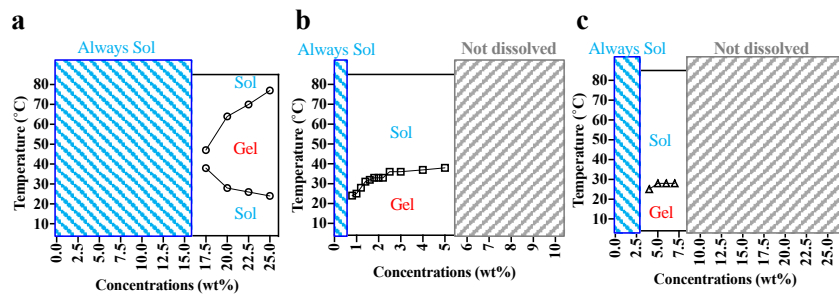 a
Always Sol
Temperature (°C)
80
70
60
50
40
30
20
10
Sol
Gel
Sol
0.0
2.5
5.0
7.5
10.0
12.5
15.0
17.5
20.0
22.5
25.0
Concentrations (wt%)
b
Always Sol
Not dissolved
Temperature (°C)
80
70
60
50
40
30
20
10
Sol
Gel
0
1
2
3
4
5
6
7
8
9
10
Concentrations (wt%)
c
Always Sol
Not dissolved
Temperature (°C)
80
70
60
50
40
30
20
10
Sol
Gel
0.0
2.5
5.0
7.5
10.0
12.5
15.0
17.5
20.0
22.5
25.0
Concentrations (wt%)